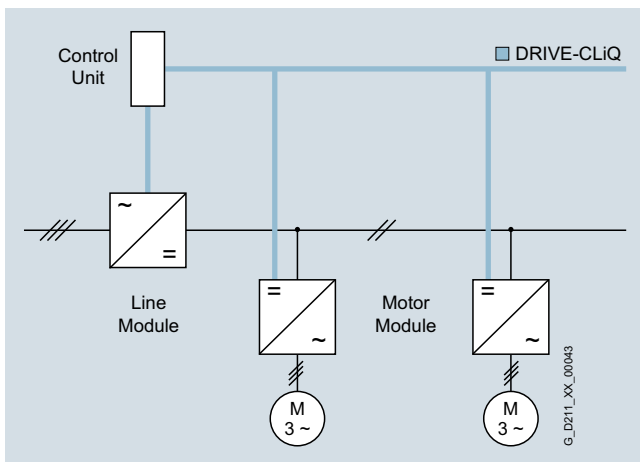 Control
Unit
DRIVE-CLiQ
~
=
Line
Module
=
~
Motor
Module
=
~
M
3 ~
M
3 ~
G_D211_XX_00043